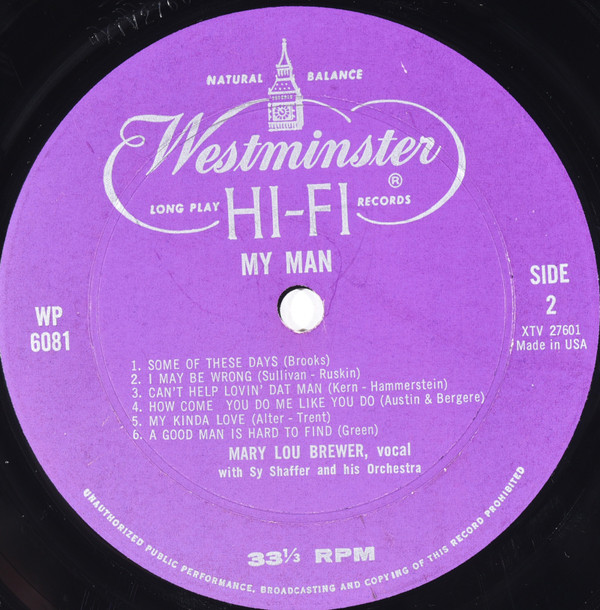 NATURAL BALANCE
Westminster
®
LONG PLAY HI-FI RECORDS
MY MAN
WP
6081
SIDE
2
XTV 27601
Made in USA
1. SOME OF THESE DAYS (Brooks)
2. I MAY BE WRONG (Sullivan - Ruskin)
3. CAN'T HELP LOVIN' DAT MAN (Kern - Hammerstein)
4. HOW COME YOU DO ME LIKE YOU DO (Austin & Bergere)
5. MY KINDA LOVE (Alter - Trent)
6. A GOOD MAN IS HARD TO FIND (Green)
MARY LOU BREWER, vocal
with Sy Shaffer and his Orchestra
33⅓ RPM
UNAUTHORIZED PUBLIC PERFORMANCE, BROADCASTING AND COPYING OF THIS RECORD PROHIBITED